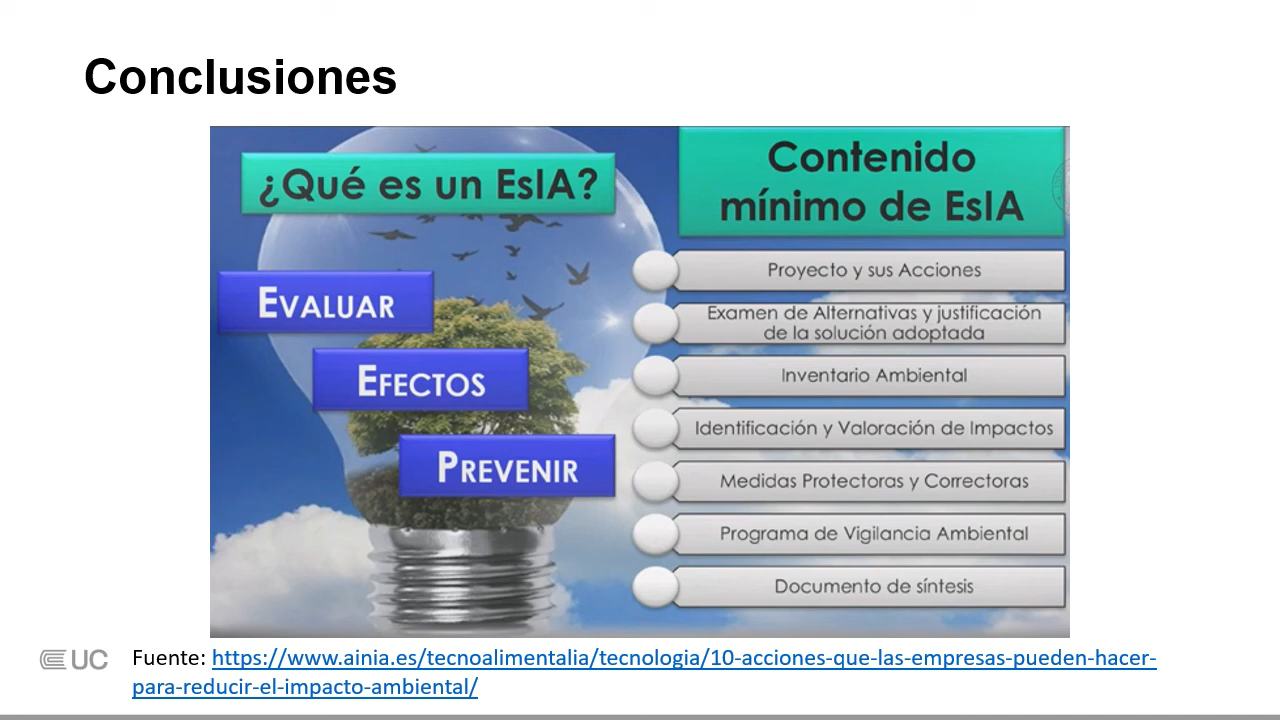 Conclusiones
¿Qué es un EsIA?
EVALUAR
EFECTOS
PREVENIR
Contenido
mínimo de EsIA
Proyecto y sus Acciones
Examen de Alternativas y justificación
de la solución adoptada
Inventario Ambiental
Identificación y Valoración de Impactos
Medidas Protectoras y Correctoras
Programa de Vigilancia Ambiental
Documento de síntesis
UC
Fuente: https://www.ainia.es/tecnoalimentalia/tecnologia/10-acciones-que-las-empresas-pueden-hacer-
para-reducir-el-impacto-ambiental/